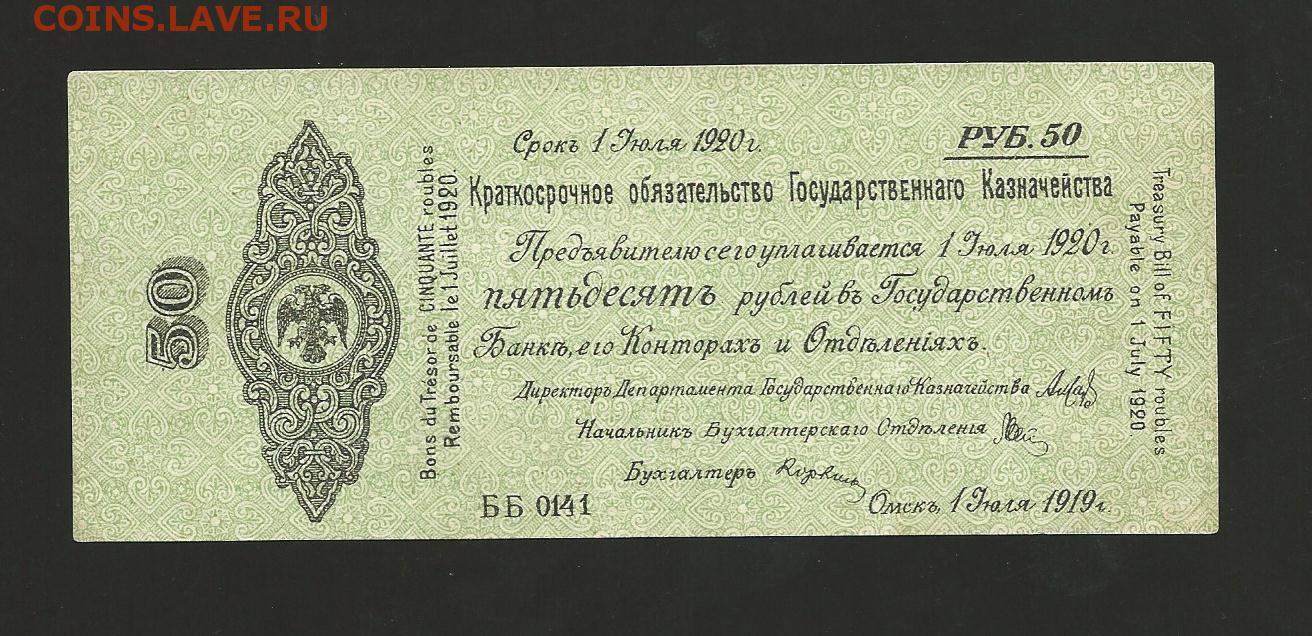 COINS.LAVE.RU
50
Bons du Trésor de CINQUANTE roubles
Remboursable le 1 Juillet 1920.
Срокъ 1 Іюля 1920 г.
РУБ. 50
Краткосрочное обязательство Государственнаго Казначейства
Предъявителю сего уплачивается 1 Іюля 1920 г.
пятьдесятъ рублей въ Государственномъ
Банкѣ, его Конторахъ и Отдѣленіяхъ.
Директоръ Департамента Государственнаго Казначейства
Начальникъ Бухгалтерскаго Отдѣленія
Бухгалтеръ
ББ 0141
Омскъ, 1 Іюля 1919 г.
Treasury Bill of FIFTY roubles
Payable on 1 July 1920.